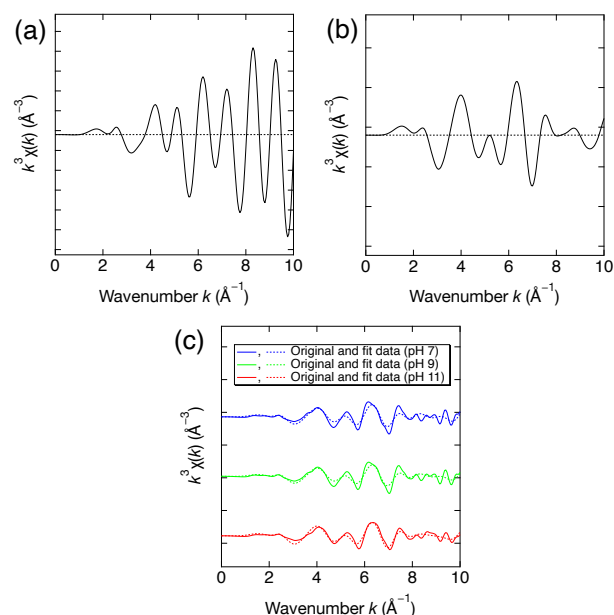 (a)
k³χ(k) (Å⁻³)
0 2 4 6 8 10
Wavenumber k (Å⁻¹)
(b)
k³χ(k) (Å⁻³)
0 2 4 6 8 10
Wavenumber k (Å⁻¹)
(c)
k³χ(k) (Å⁻³)
, Original and fit data (pH 7)
, Original and fit data (pH 9)
, Original and fit data (pH 11)
0 2 4 6 8 10
Wavenumber k (Å⁻¹)